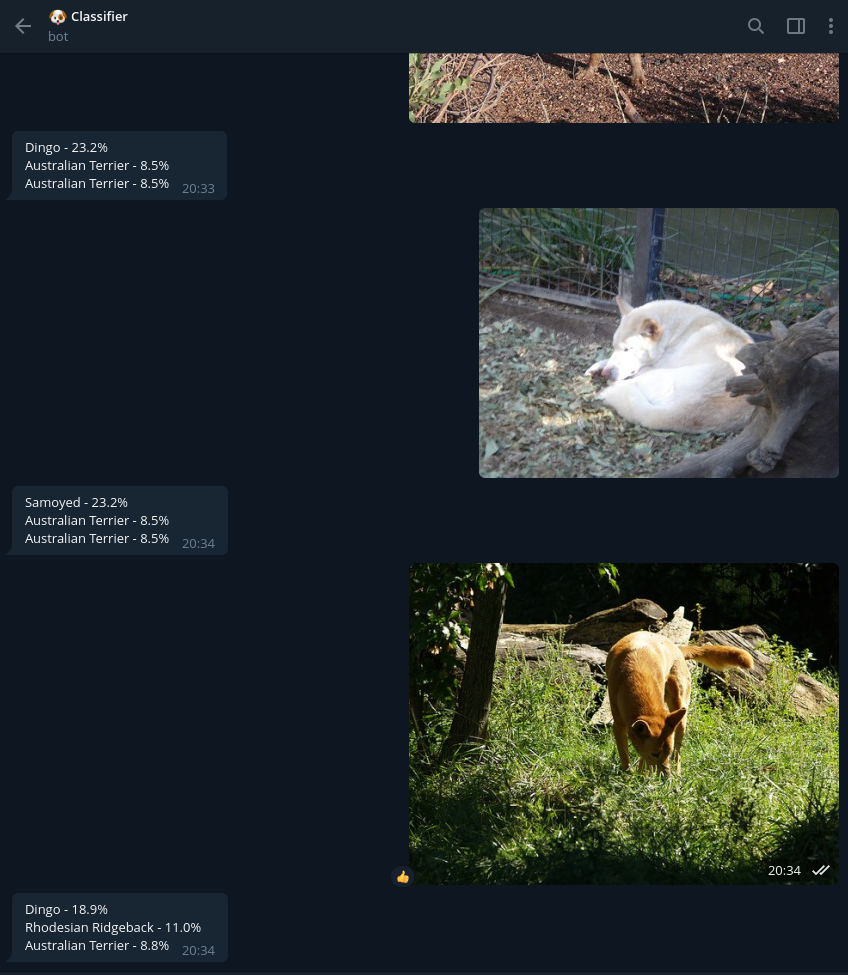 🐶 Classifier
bot
Dingo - 23.2%
Australian Terrier - 8.5%
Australian Terrier - 8.5%
20:33
Samoyed - 23.2%
Australian Terrier - 8.5%
Australian Terrier - 8.5%
20:34
20:34
👍
Dingo - 18.9%
Rhodesian Ridgeback - 11.0%
Australian Terrier - 8.8%
20:34